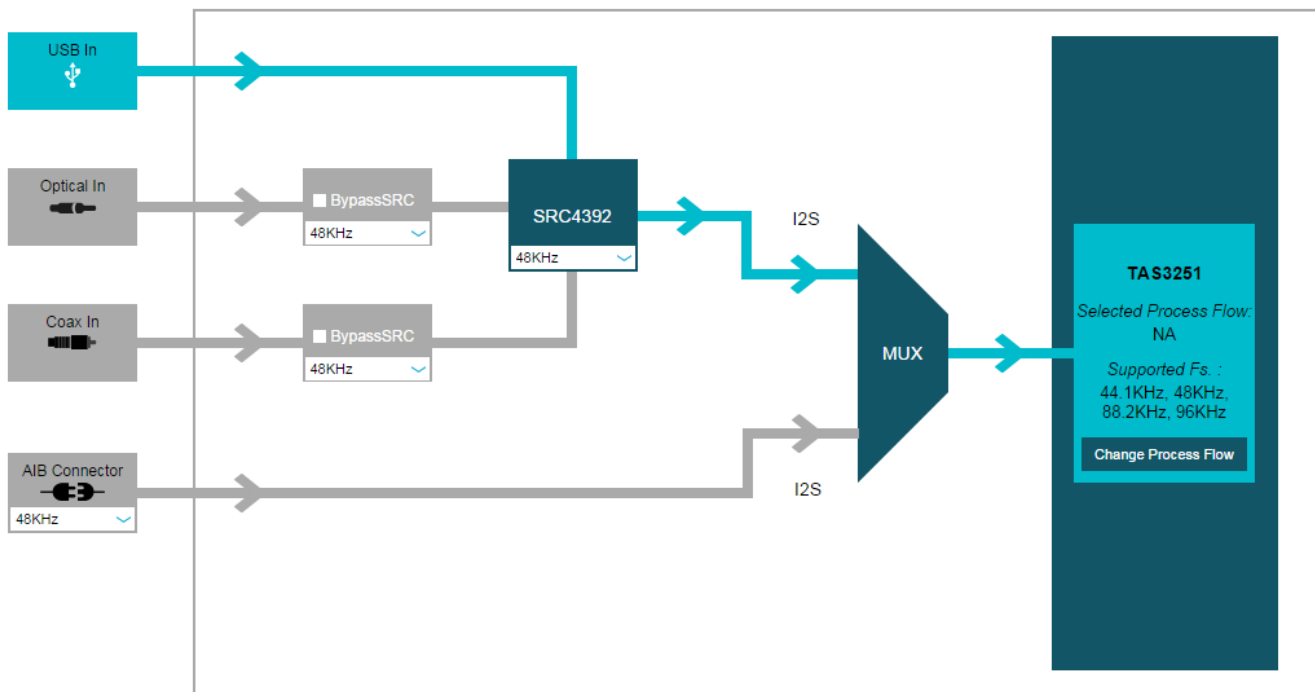 USB In
Optical In
BypassSRC
48KHz
SRC4392
48KHz
Coax In
BypassSRC
48KHz
AIB Connector
48KHz
I2S
I2S
MUX
TAS3251
Selected Process Flow:
NA
Supported Fs. :
44.1KHz, 48KHz,
88.2KHz, 96KHz
Change Process Flow